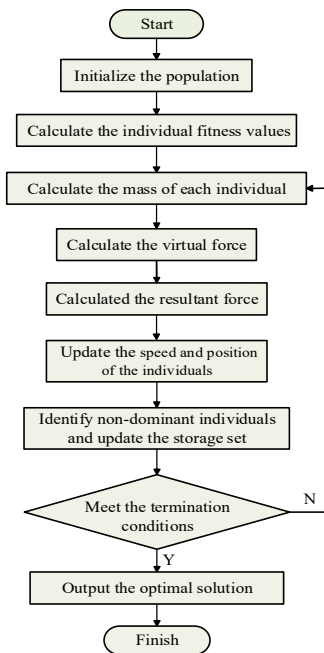 Start
Initialize the population
Calculate the individual fitness values
Calculate the mass of each individual
Calculate the virtual force
Calculated the resultant force
Update the speed and position
of the individuals
Identify non-dominant individuals
and update the storage set
Meet the termination
conditions
N
Y
Output the optimal solution
Finish